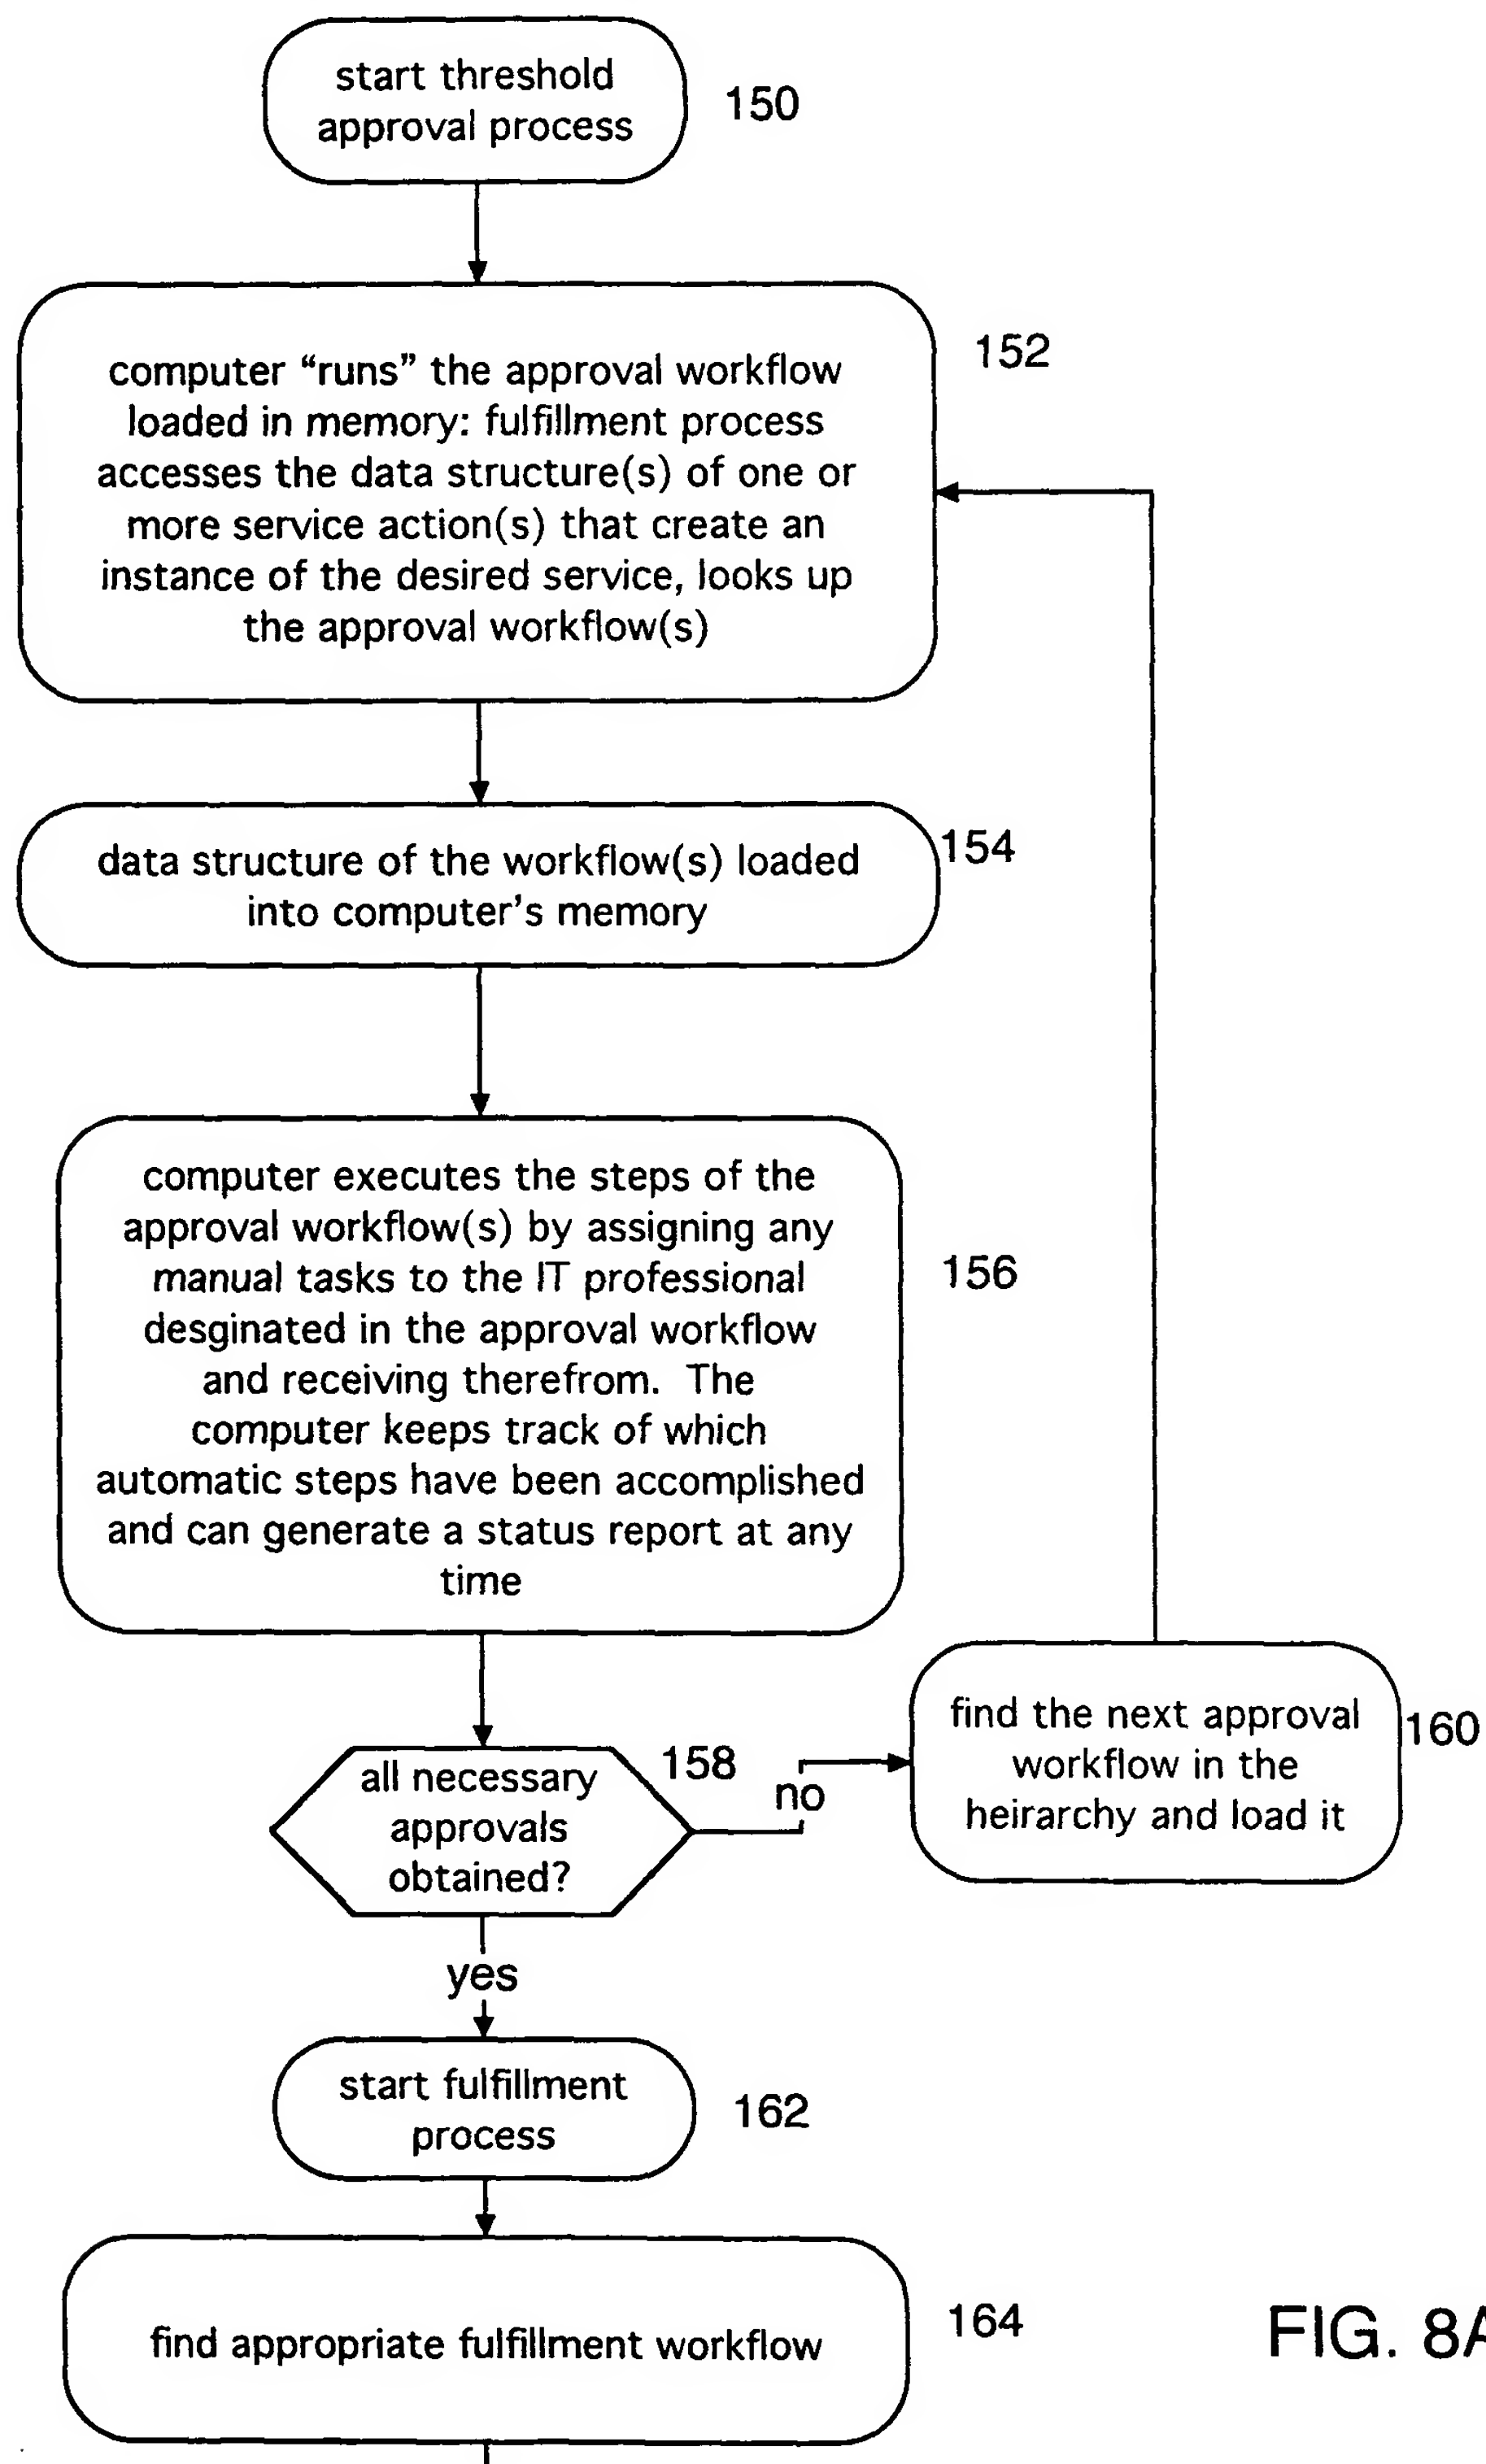 start threshold
approval process
150
computer “runs” the approval workflow
loaded in memory: fulfillment process
accesses the data structure(s) of one or
more service action(s) that create an
instance of the desired service, looks up
the approval workflow(s)
152
data structure of the workflow(s) loaded
into computer’s memory
154
computer executes the steps of the
approval workflow(s) by assigning any
manual tasks to the IT professional
desginated in the approval workflow
and receiving therefrom. The
computer keeps track of which
automatic steps have been accomplished
and can generate a status report at any
time
156
all necessary
approvals
obtained?
158
no
find the next approval
workflow in the
heirarchy and load it
160
yes
start fulfillment
process
162
find appropriate fulfillment workflow
164
FIG. 8A